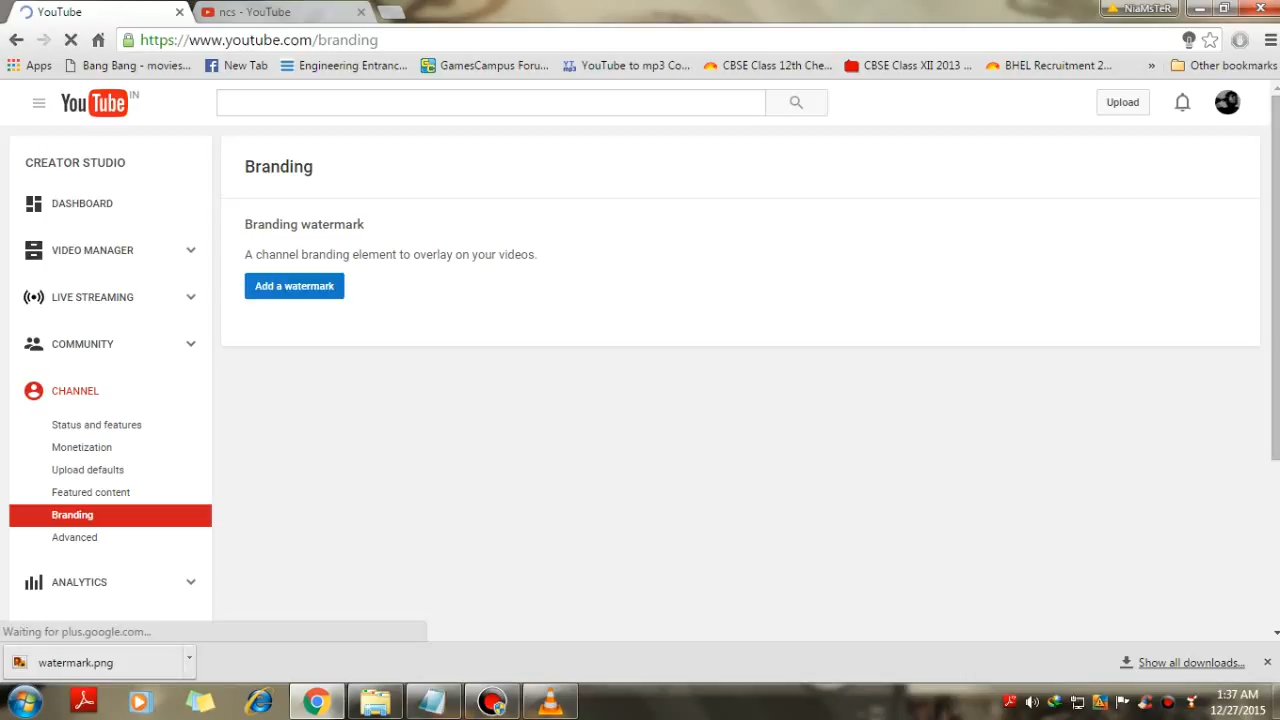 YouTube
ncs - YouTube
NiaMsTeR
https://www.youtube.com/branding
Apps
Bang Bang - movies...
New Tab
Engineering Entranc...
GamesCampus Foru...
YouTube to mp3 Co...
CBSE Class 12th Che...
CBSE Class XII 2013 ...
BHEL Recruitment 2...
»
Other bookmarks
YouTube IN
Upload
CREATOR STUDIO
DASHBOARD
VIDEO MANAGER
LIVE STREAMING
COMMUNITY
CHANNEL
Status and features
Monetization
Upload defaults
Featured content
Branding
Advanced
ANALYTICS
Branding
Branding watermark
A channel branding element to overlay on your videos.
Add a watermark
Waiting for plus.google.com...
watermark.png
Show all downloads...
1:37 AM
12/27/2015